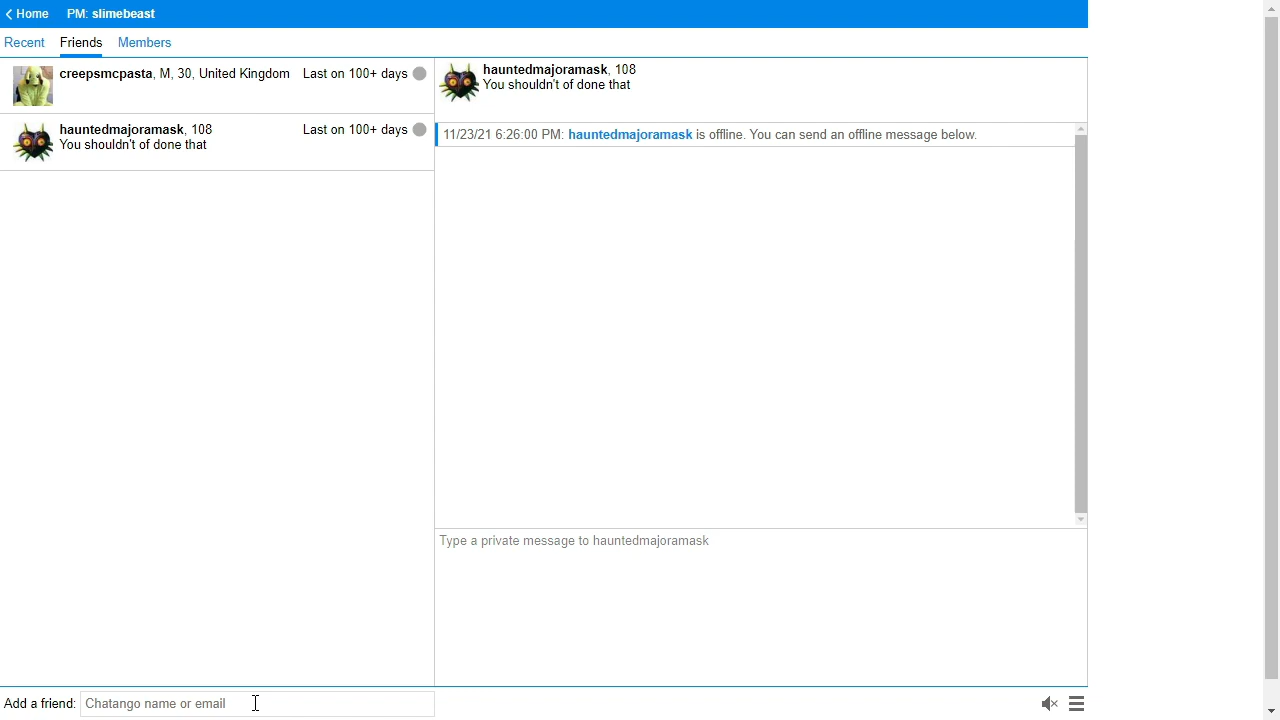 Home PM: slimebeast
Recent Friends Members
creepsmcpasta, M, 30, United Kingdom Last on 100+ days
hauntedmajoramask, 108 Last on 100+ days
You shouldn't of done that
hauntedmajoramask, 108
You shouldn't of done that
11/23/21 6:26:00 PM: hauntedmajoramask is offline. You can send an offline message below.
Type a private message to hauntedmajoramask
Add a friend: Chatango name or email